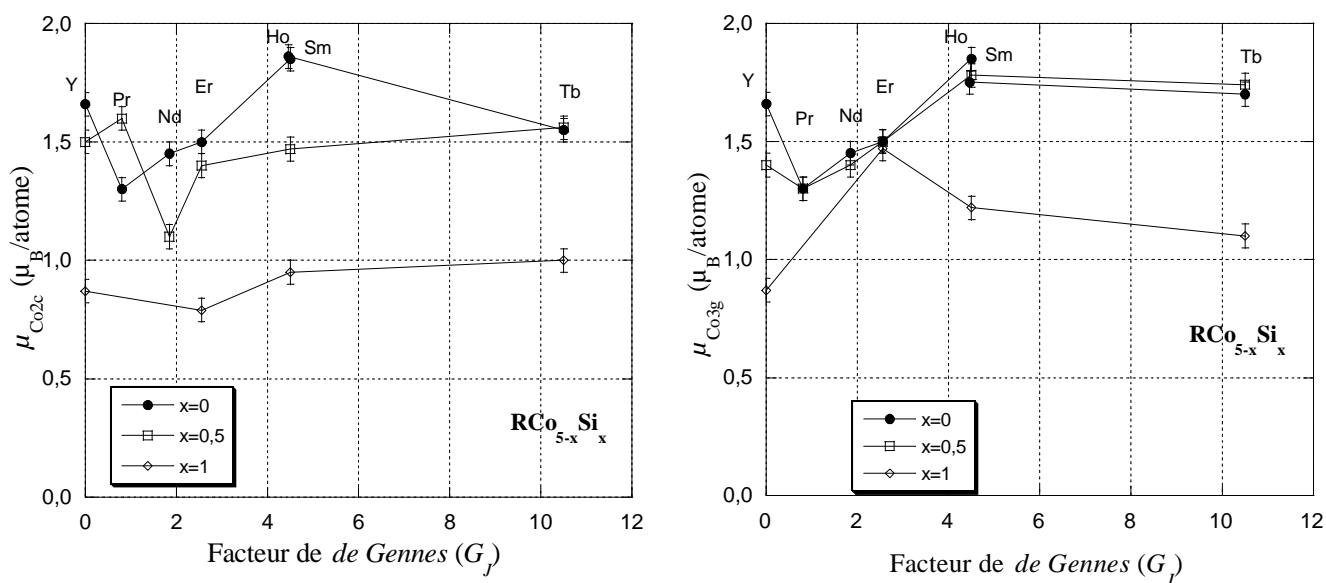 2,0
1,5
1,0
0,5
0,0
0 2 4 6 8 10 12
μCo2c (μB/atome)
Facteur de de Gennes (GJ)
Y
Pr
Nd
Er
Ho
Sm
Tb
x=0
x=0,5
x=1
RCo5-xSix
2,0
1,5
1,0
0,5
0,0
0 2 4 6 8 10 12
μCo3g (μB/atome)
Facteur de de Gennes (GJ)
Y
Pr
Nd
Er
Ho
Sm
Tb
RCo5-xSix
x=0
x=0,5
x=1